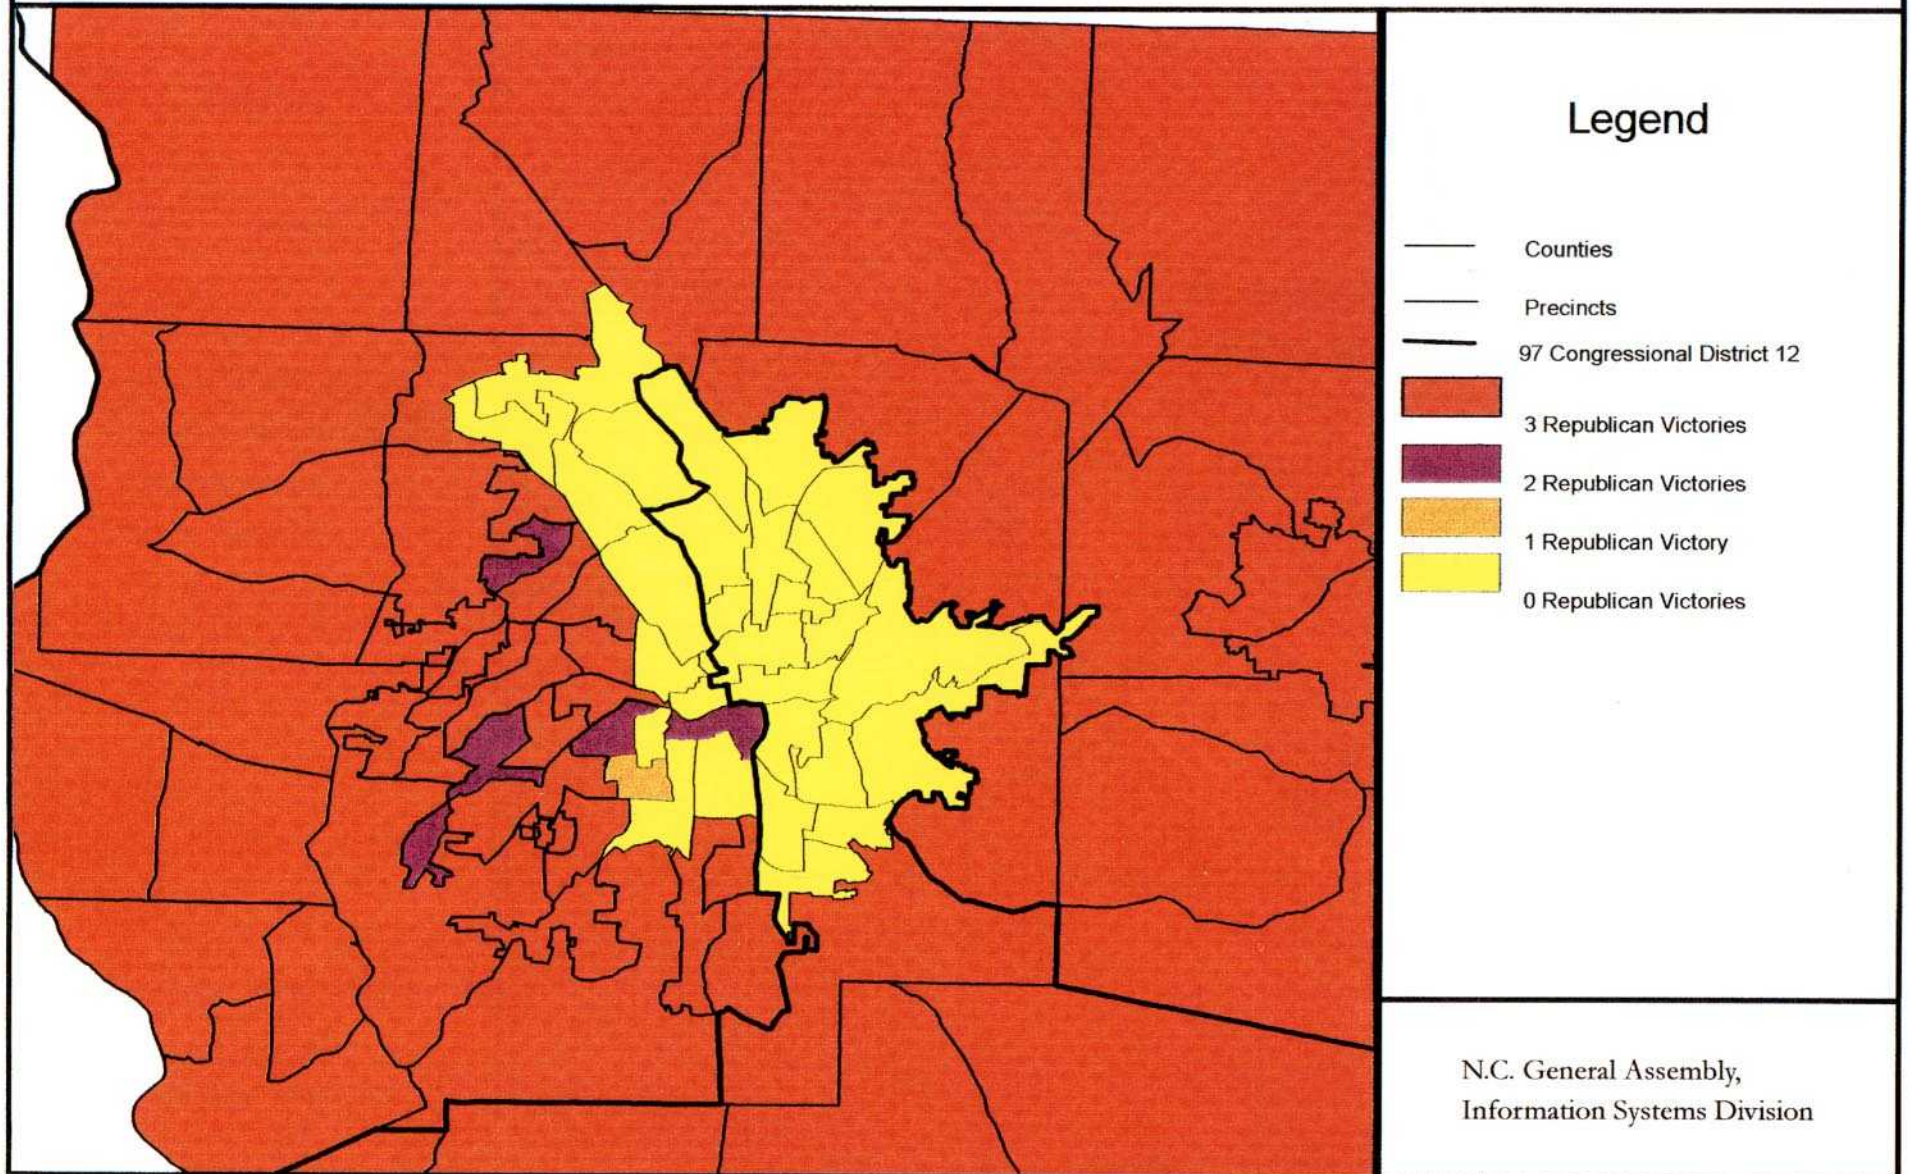 Legend
Counties
Precincts
97 Congressional District 12
3 Republican Victories
2 Republican Victories
1 Republican Victory
0 Republican Victories
N.C. General Assembly,
Information Systems Division